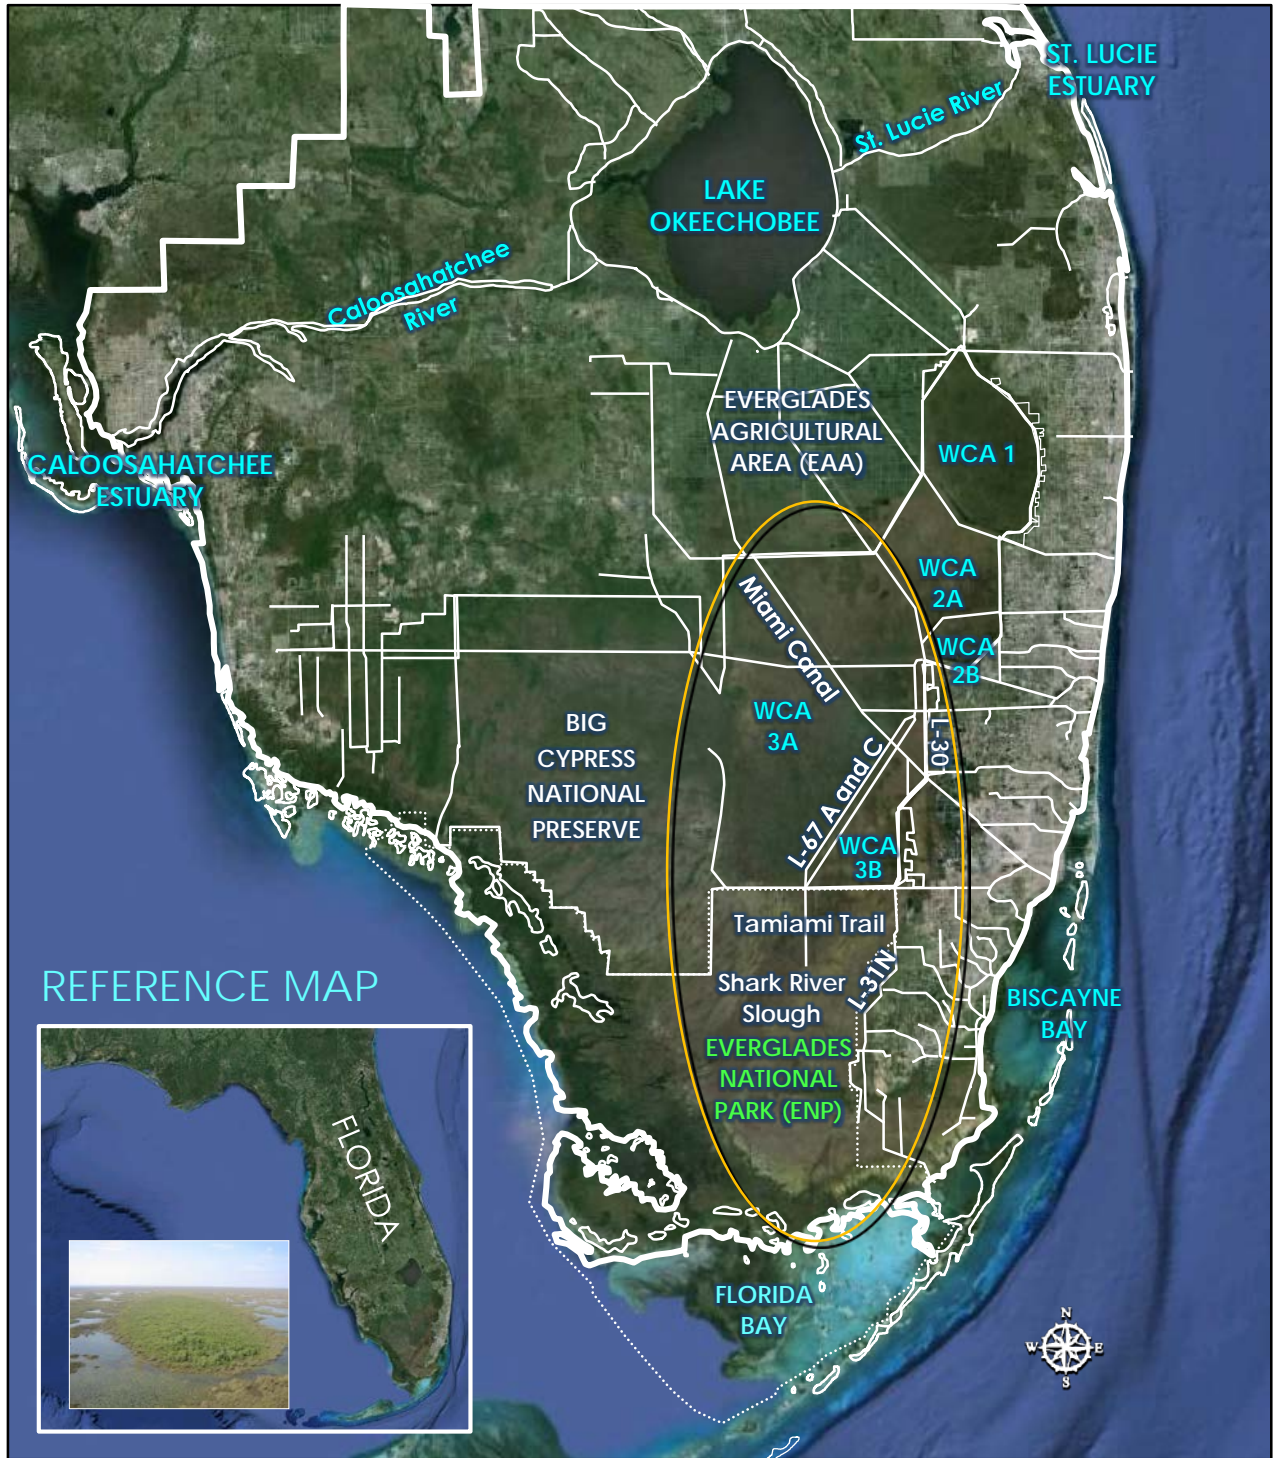 ST. LUCIE
ESTUARY
St. Lucie River
LAKE
OKEECHOBEE
Caloosahatchee
River
EVERGLADES
AGRICULTURAL
AREA (EAA)
WCA 1
CALOOSAHATCHEE
ESTUARY
WCA
2A
Miami Canal
WCA
2B
WCA
3A
BIG
CYPRESS
NATIONAL
PRESERVE
L-30
L-67 A and C
WCA
3B
Tamiami Trail
L-31N
Shark River
Slough
EVERGLADES
NATIONAL
PARK (ENP)
BISCAYNE
BAY
REFERENCE MAP
FLORIDA
FLORIDA
BAY
N
W
E
S